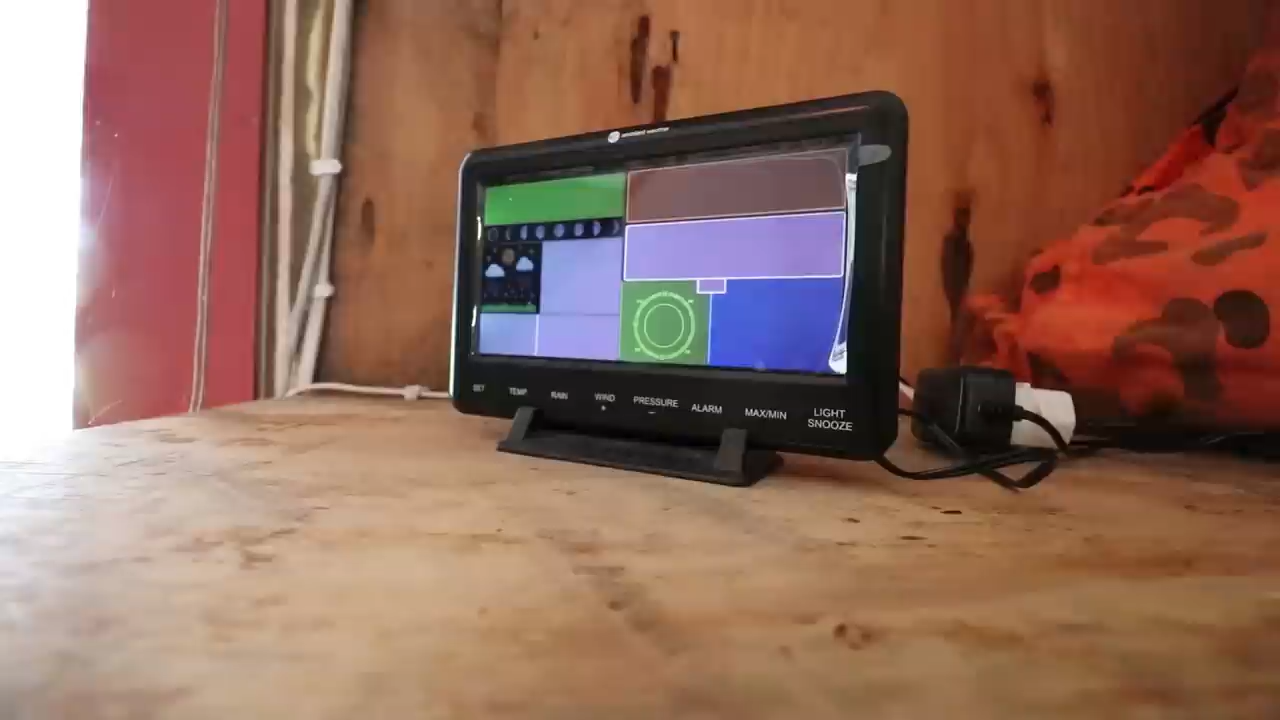 SET
TEMP
RAIN
WIND
+
PRESSURE
−
ALARM
MAX/MIN
LIGHT
SNOOZE